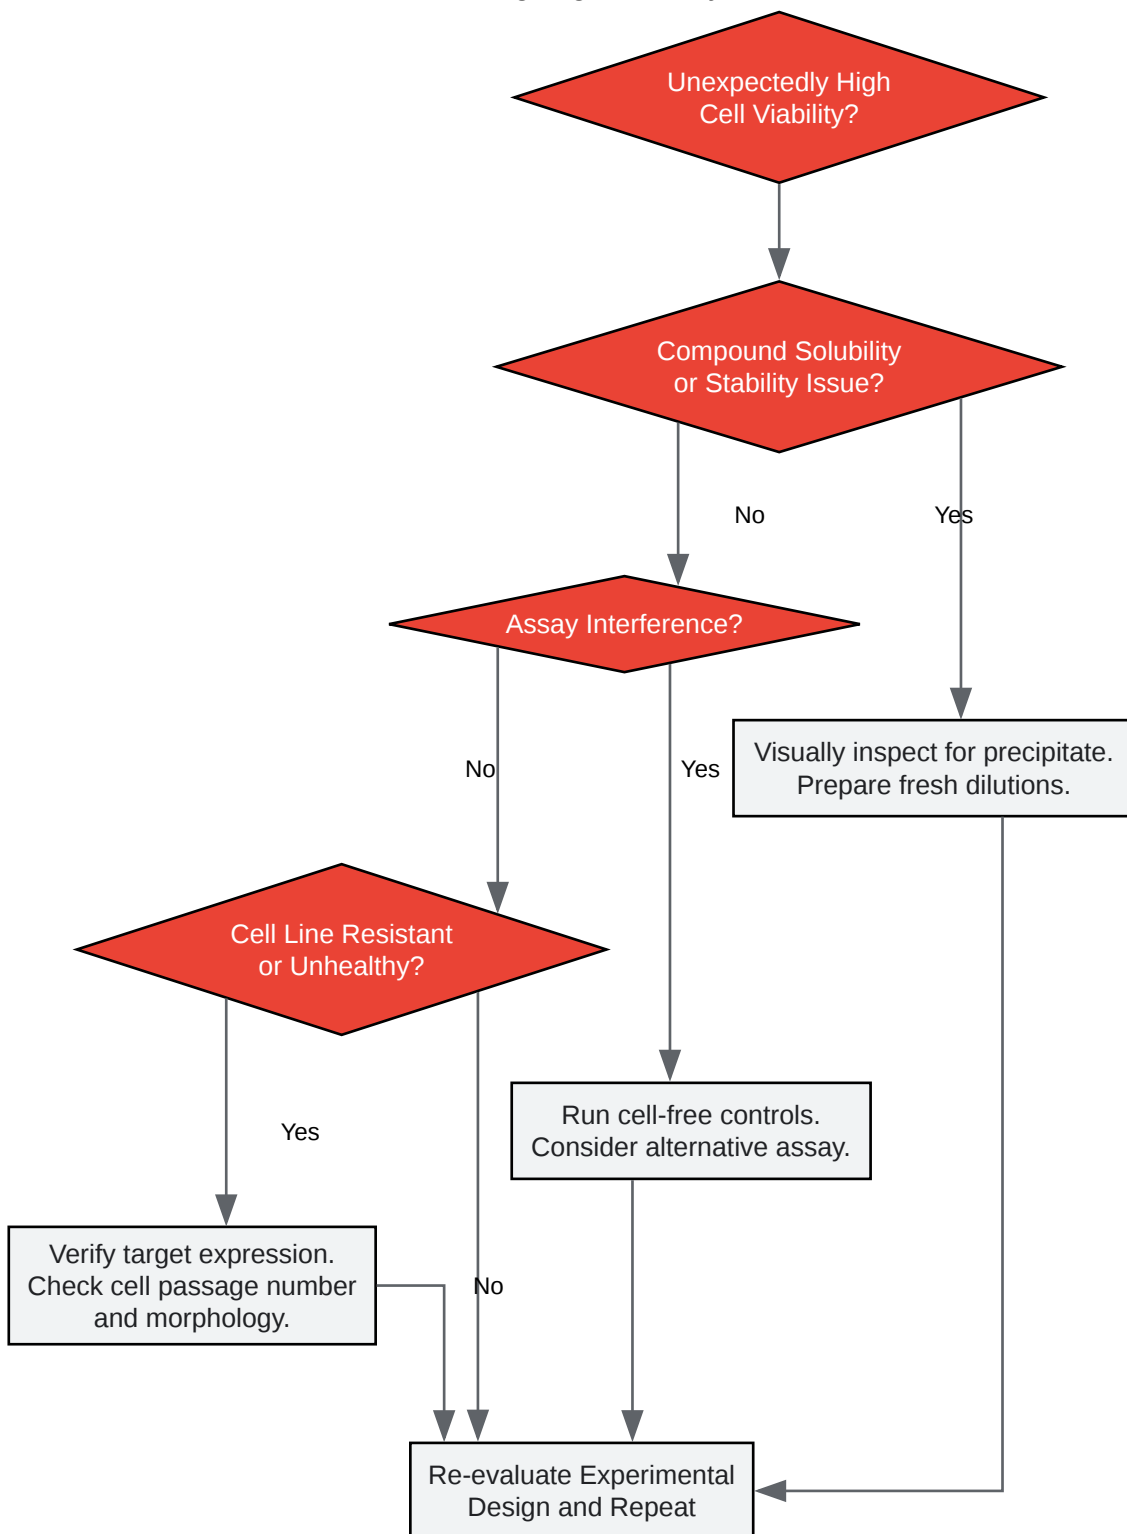 Unexpectedly High
Cell Viability?
Compound Solubility
or Stability Issue?
No
Yes
Assay Interference?
Visually inspect for precipitate.
Prepare fresh dilutions.
No
Yes
Cell Line Resistant
or Unhealthy?
Run cell-free controls.
Consider alternative assay.
Yes
Verify target expression.
Check cell passage number
and morphology.
No
Re-evaluate Experimental
Design and Repeat